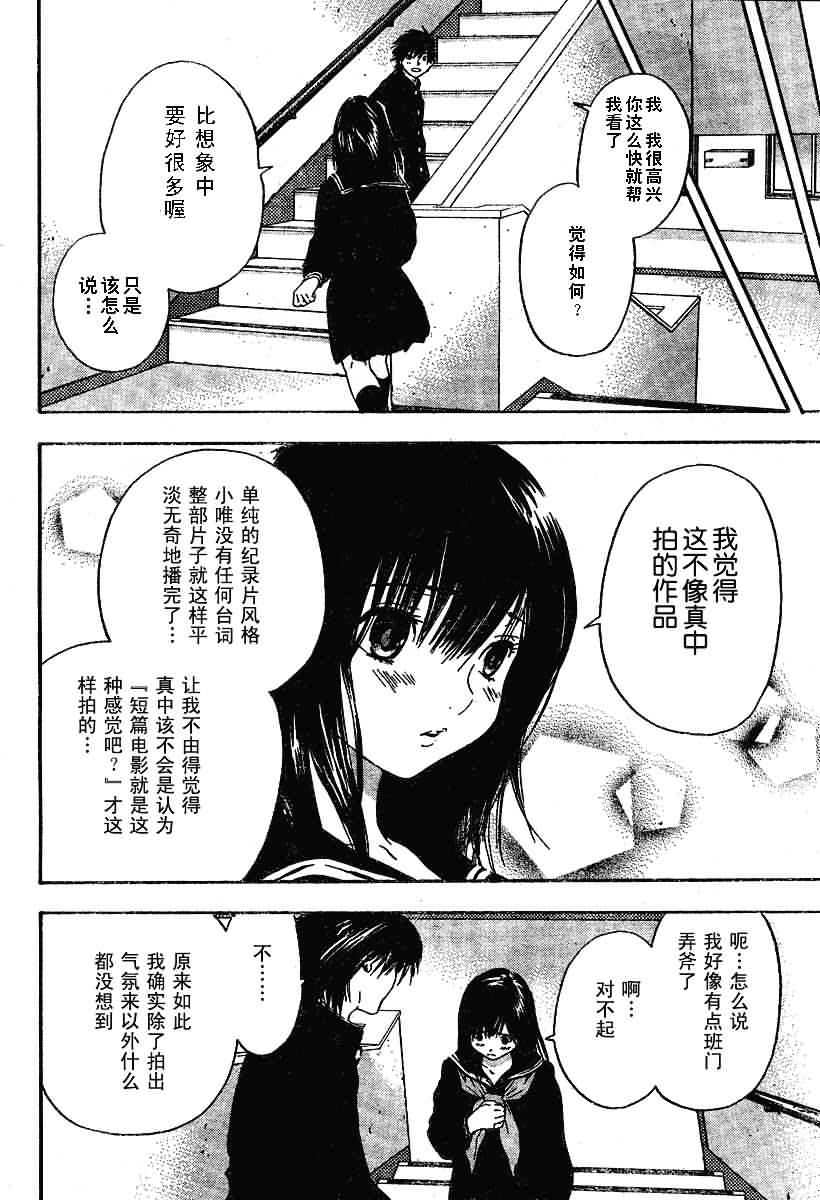 我 我很高兴
你这么快就帮
我看了
觉得如何?
比想象中
要好很多喔
只是
该怎么
说…
我觉得
这不像真中
拍的作品
单纯的纪录片风格
小唯没有任何台词
整部片子就这样平
淡无奇地播完了…
让我不由得觉得
真中该不会是认为
『短篇电影就是这
种感觉吧?』才这
样拍的…
呃…怎么说
我好像有点班门
弄斧了
啊…
对不起
不……
原来如此
我确实除了拍出
气氛来以外什么
都没想到